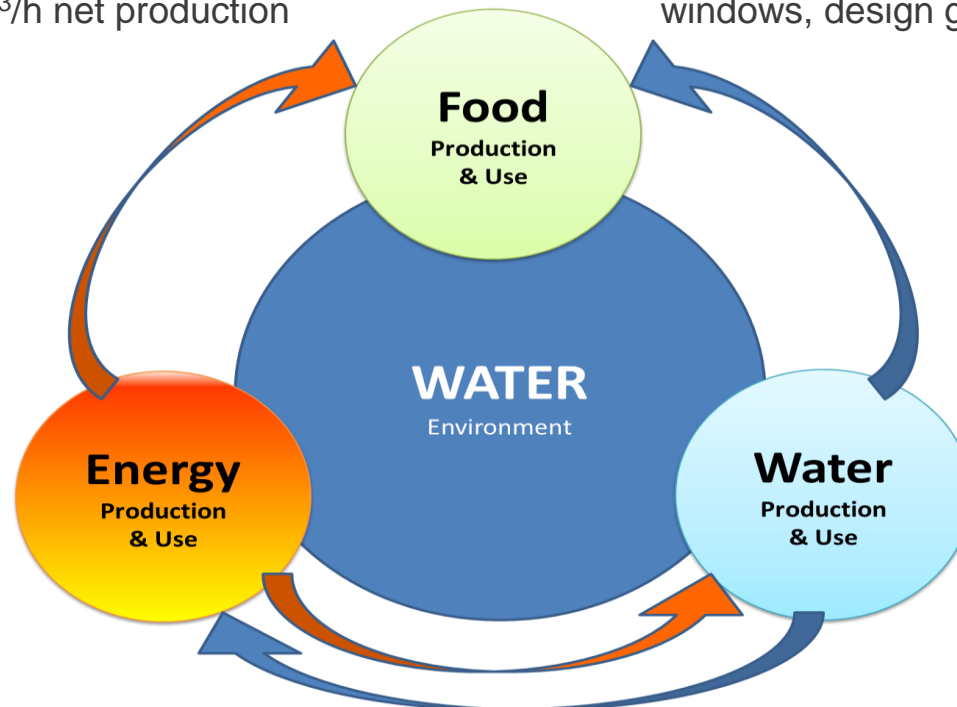 ³/h net production
windows, design g
Food
Production
& Use
WATER
Environment
Energy
Production
& Use
Water
Production
& Use